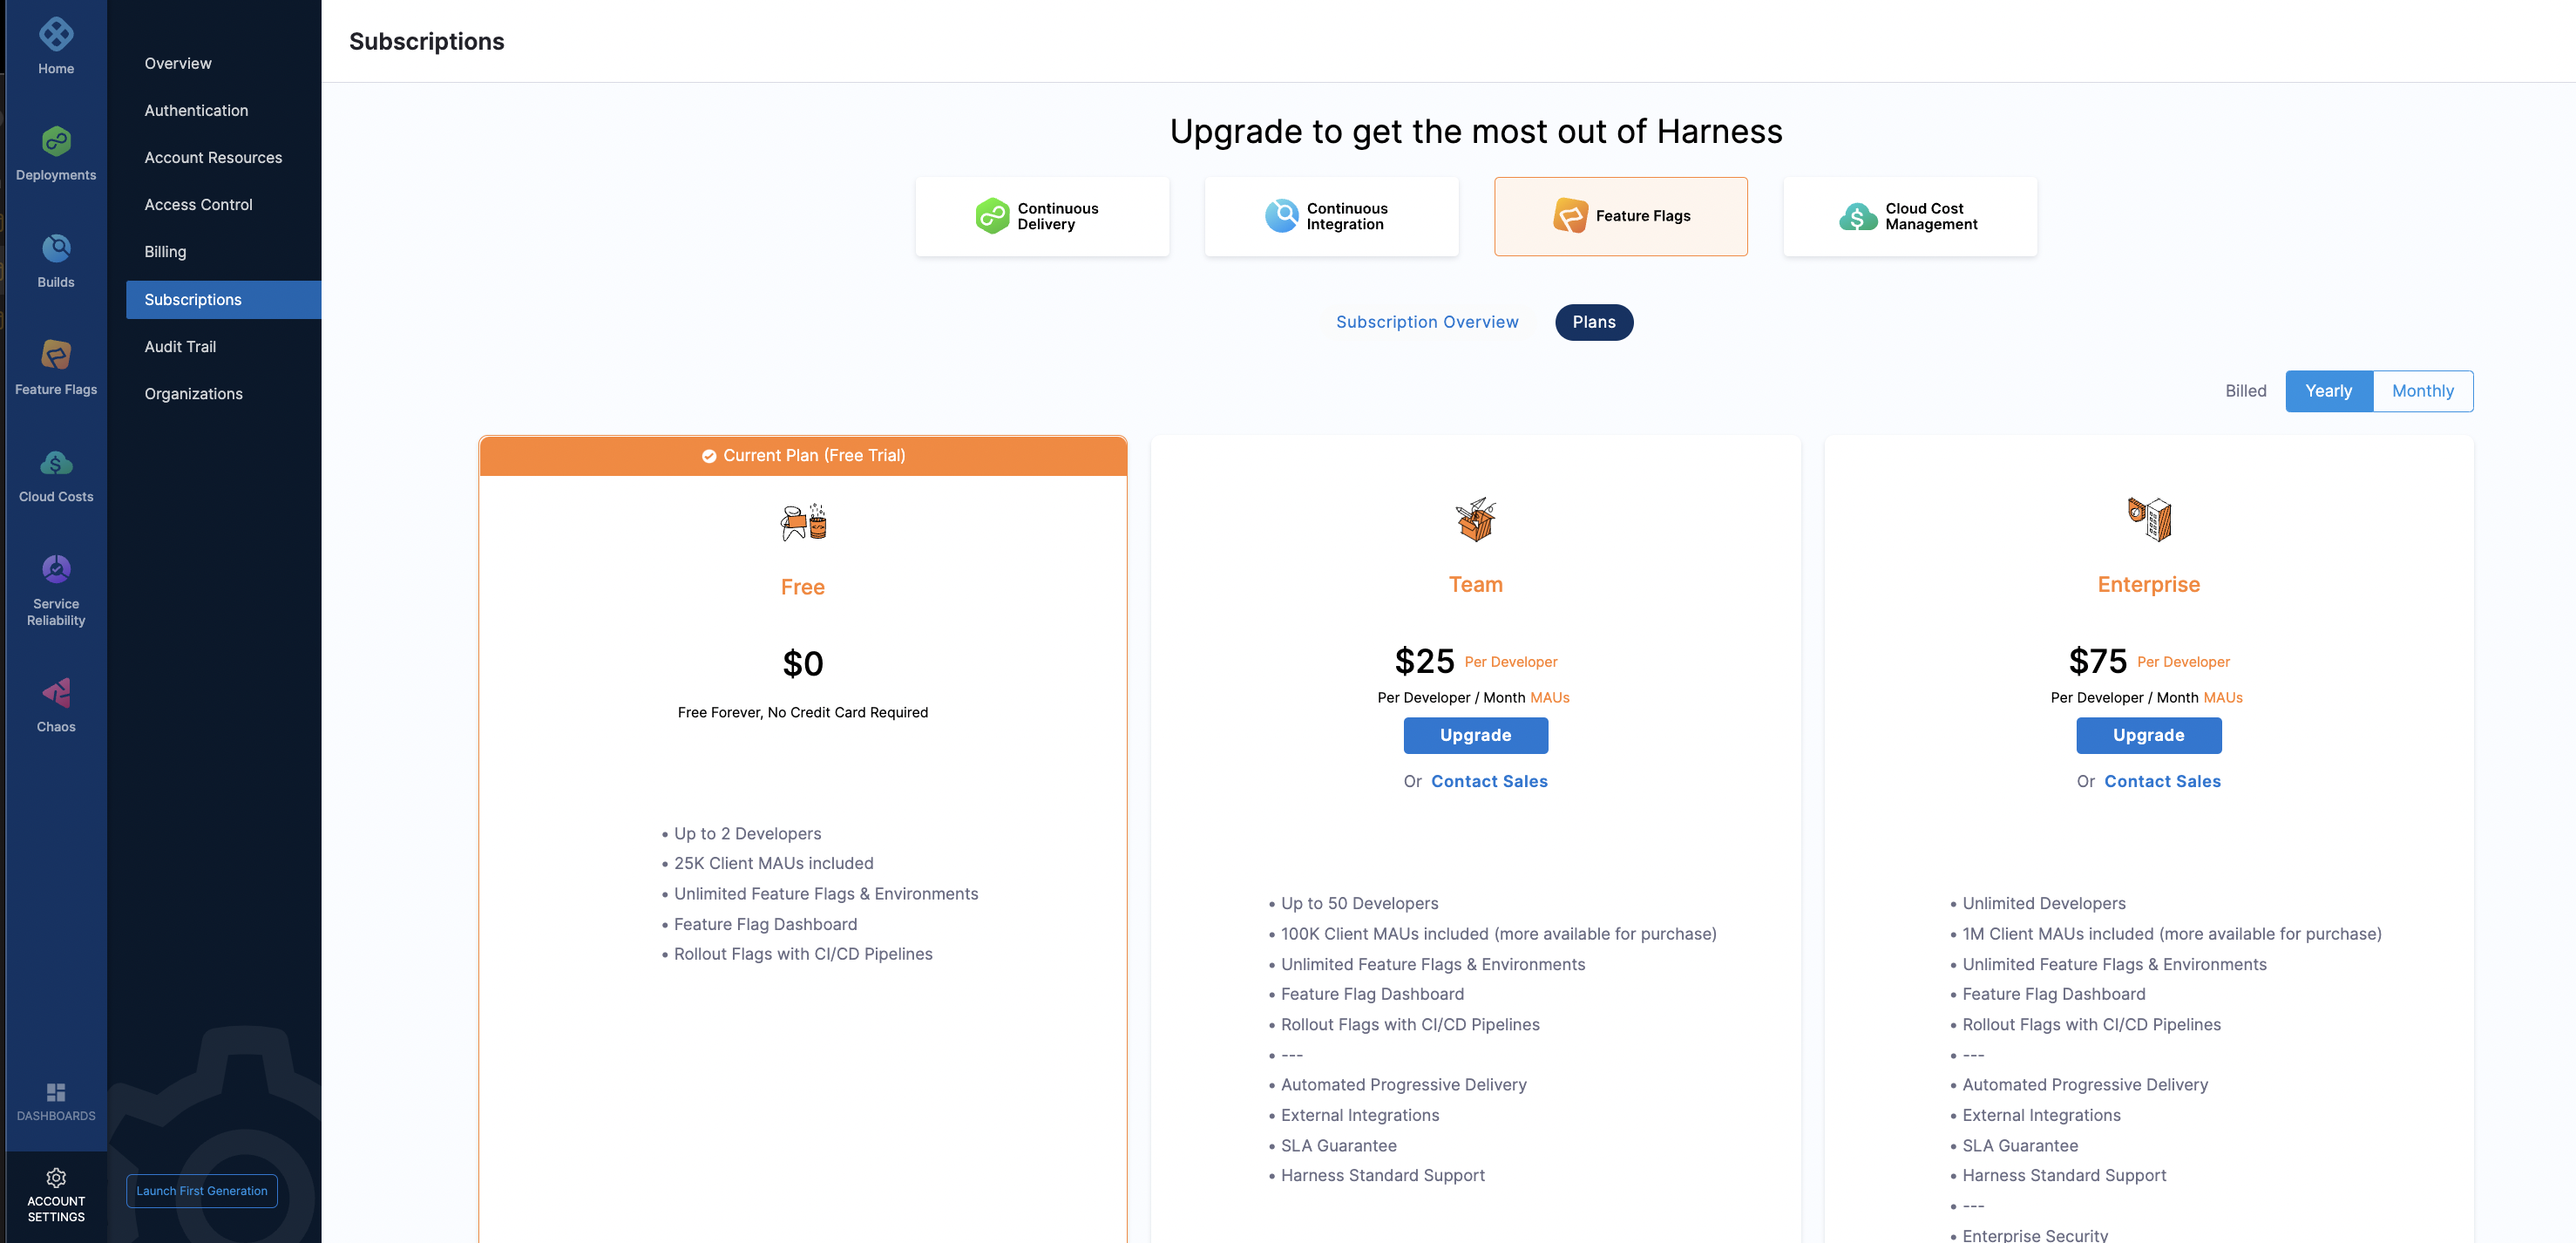 Home
Deployments
Builds
Feature Flags
Cloud Costs
Service
Reliability
Chaos
DASHBOARDS
ACCOUNT
SETTINGS
Overview
Authentication
Account Resources
Access Control
Billing
Subscriptions
Audit Trail
Organizations
Launch First Generation
Subscriptions
Upgrade to get the most out of Harness
Continuous
Delivery
Continuous
Integration
Feature Flags
Cloud Cost
Management
Subscription Overview
Plans
Billed
Yearly
Monthly
Current Plan (Free Trial)
Free
$0
Free Forever, No Credit Card Required
• Up to 2 Developers
• 25K Client MAUs included
• Unlimited Feature Flags & Environments
• Feature Flag Dashboard
• Rollout Flags with CI/CD Pipelines
Team
$25 Per Developer
Per Developer / Month MAUs
Upgrade
Or Contact Sales
• Up to 50 Developers
• 100K Client MAUs included (more available for purchase)
• Unlimited Feature Flags & Environments
• Feature Flag Dashboard
• Rollout Flags with CI/CD Pipelines
• ---
• Automated Progressive Delivery
• External Integrations
• SLA Guarantee
• Harness Standard Support
Enterprise
$75 Per Developer
Per Developer / Month MAUs
Upgrade
Or Contact Sales
• Unlimited Developers
• 1M Client MAUs included (more available for purchase)
• Unlimited Feature Flags & Environments
• Feature Flag Dashboard
• Rollout Flags with CI/CD Pipelines
• ---
• Automated Progressive Delivery
• External Integrations
• SLA Guarantee
• Harness Standard Support
• ---
• Enterprise Security